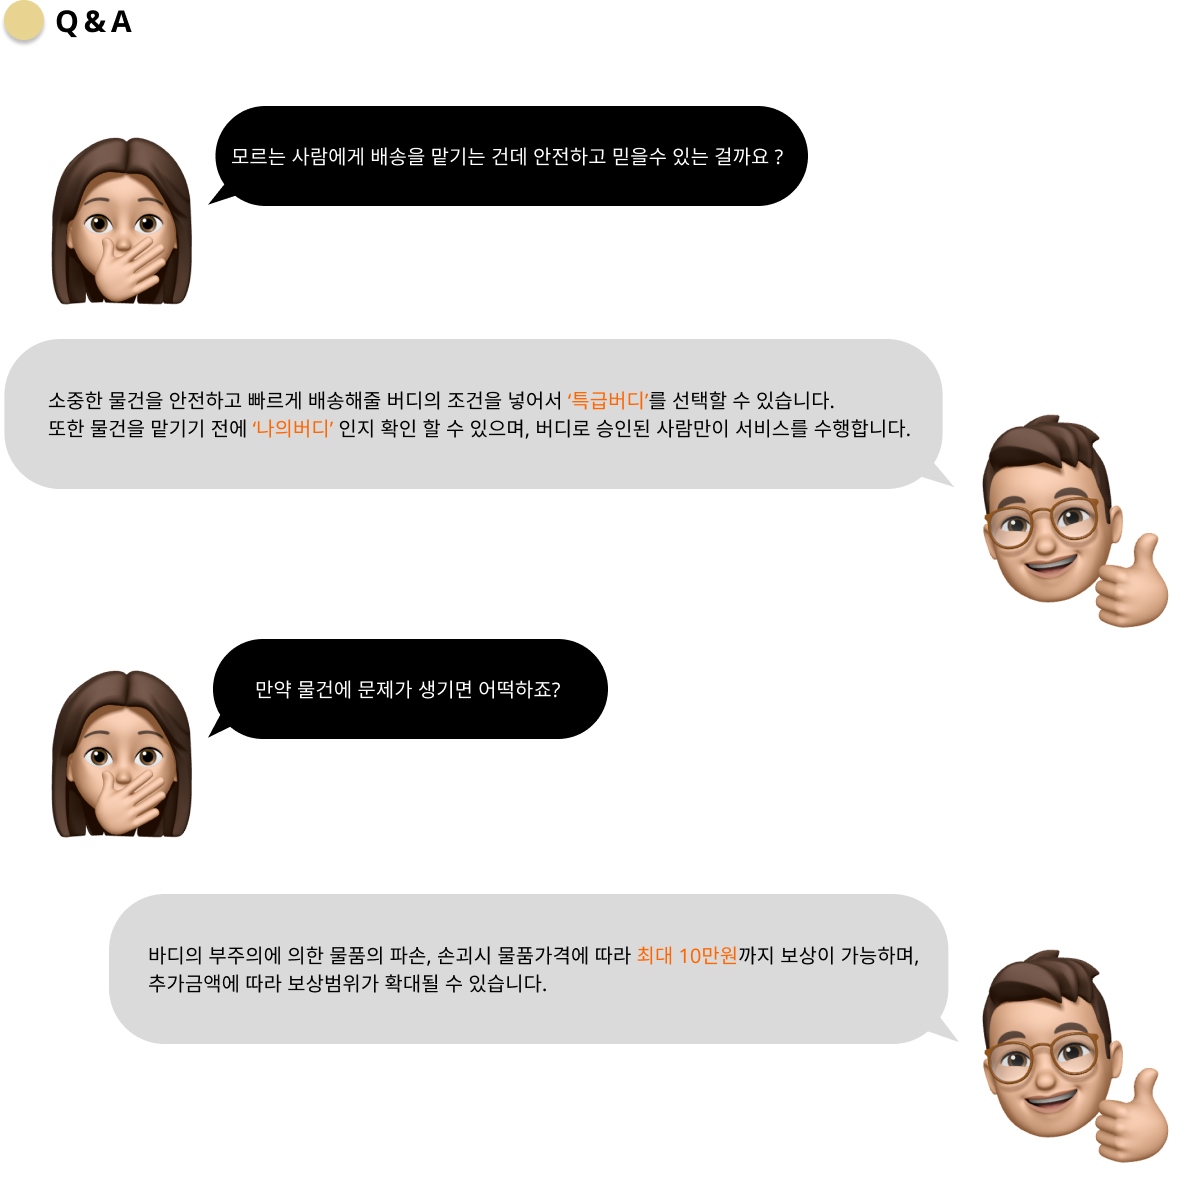 Q & A
모르는 사람에게 배송을 맡기는 건데 안전하고 믿을수 있는 걸까요 ?
소중한 물건을 안전하고 빠르게 배송해줄 버디의 조건을 넣어서 ‘특급버디’를 선택할 수 있습니다.
또한 물건을 맡기기 전에 ‘나의버디’ 인지 확인 할 수 있으며, 버디로 승인된 사람만이 서비스를 수행합니다.
만약 물건에 문제가 생기면 어떡하죠?
바디의 부주의에 의한 물품의 파손, 손괴시 물품가격에 따라 최대 10만원까지 보상이 가능하며,
추가금액에 따라 보상범위가 확대될 수 있습니다.